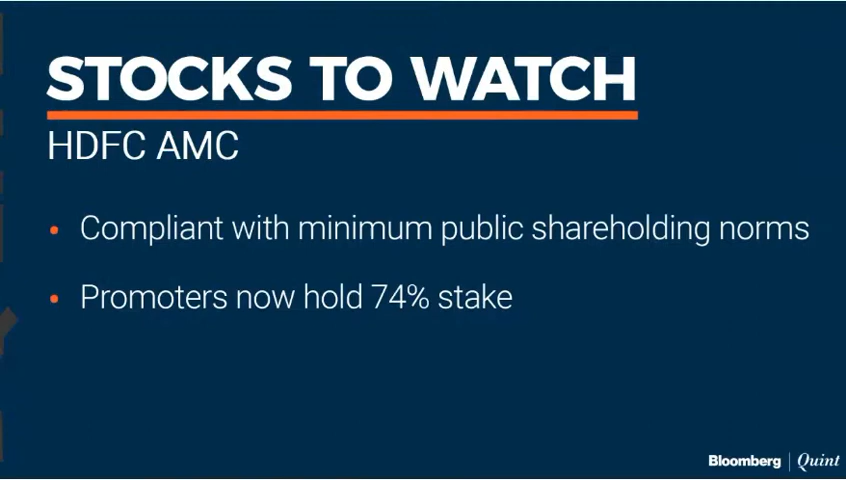 STOCKS TO WATCH
HDFC AMC
• Compliant with minimum public shareholding norms
• Promoters now hold 74% stake
Bloomberg | Quint